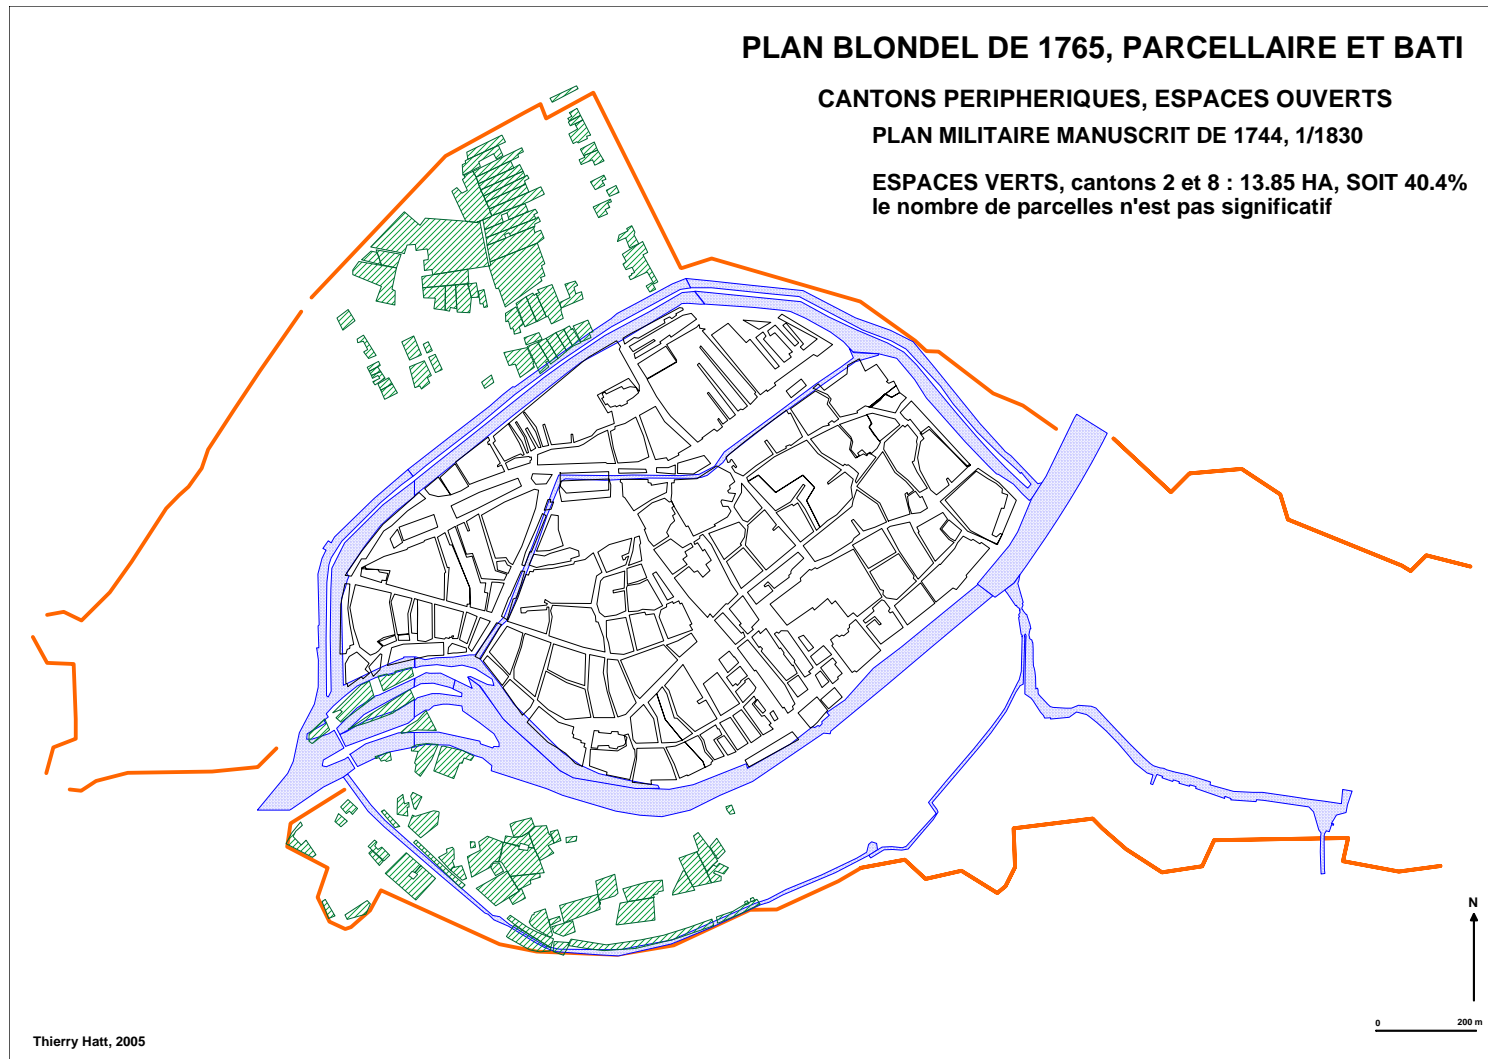 PLAN BLONDEL DE 1765, PARCELLAIRE ET BATI
CANTONS PERIPHERIQUES, ESPACES OUVERTS
PLAN MILITAIRE MANUSCRIT DE 1744, 1/1830
ESPACES VERTS, cantons 2 et 8 : 13.85 HA, SOIT 40.4%
le nombre de parcelles n'est pas significatif
N
0 200 m
Thierry Hatt, 2005